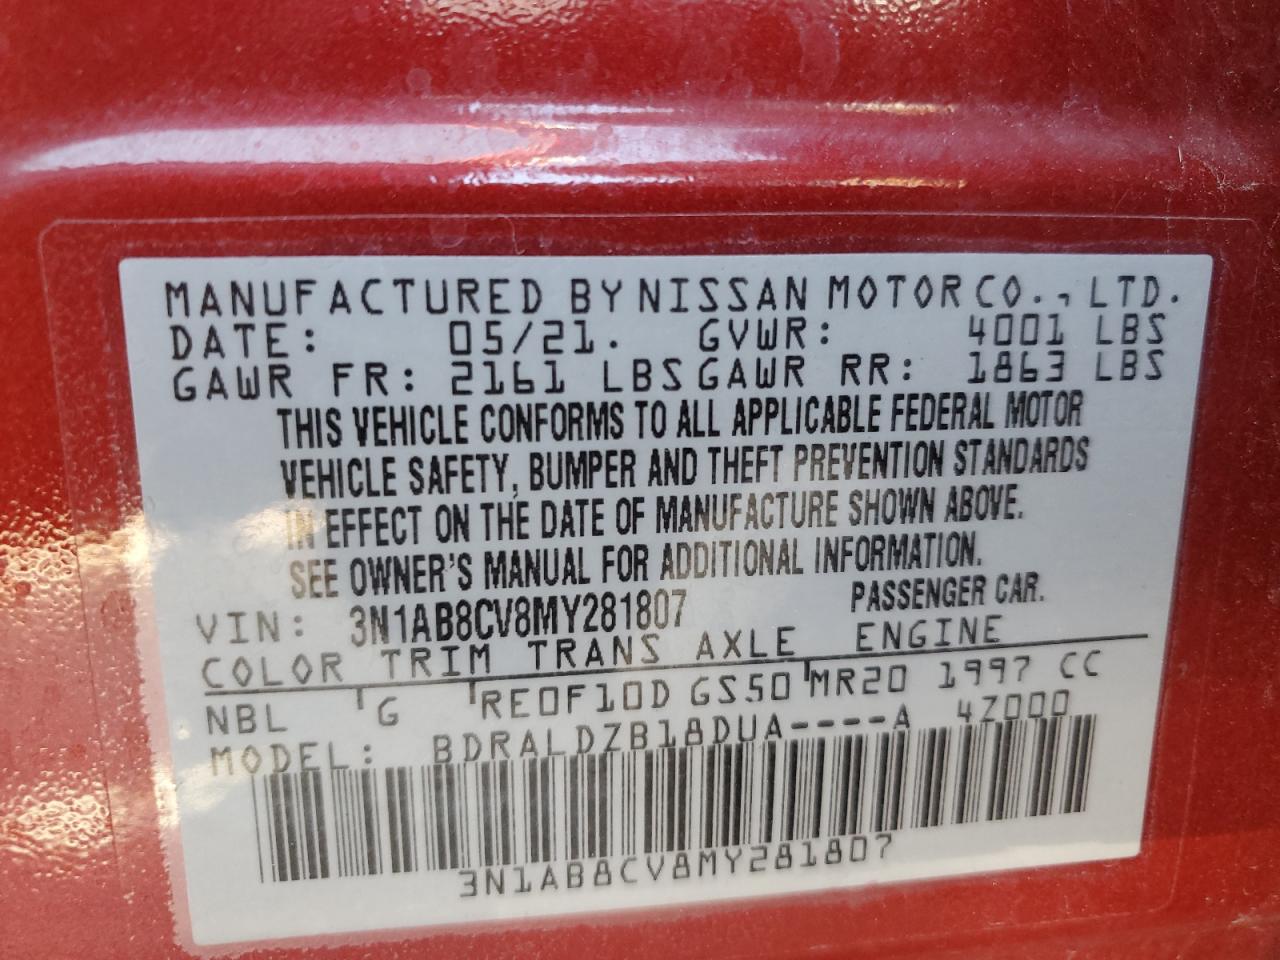 MANUFACTURED BY NISSAN MOTOR CO., LTD.
DATE: 05/21. GVWR: 4001 LBS
GAWR FR: 2161 LBS GAWR RR: 1863 LBS
THIS VEHICLE CONFORMS TO ALL APPLICABLE FEDERAL MOTOR
VEHICLE SAFETY, BUMPER AND THEFT PREVENTION STANDARDS
IN EFFECT ON THE DATE OF MANUFACTURE SHOWN ABOVE.
SEE OWNER'S MANUAL FOR ADDITIONAL INFORMATION.
VIN: 3N1AB8CV8MY281807 PASSENGER CAR.
COLOR TRIM TRANS AXLE ENGINE
NBL G RE0F10D GS50 MR20 1997 CC
MODEL: BDRALDZB18DUA----A 4Z000
3N1AB8CV8MY281807